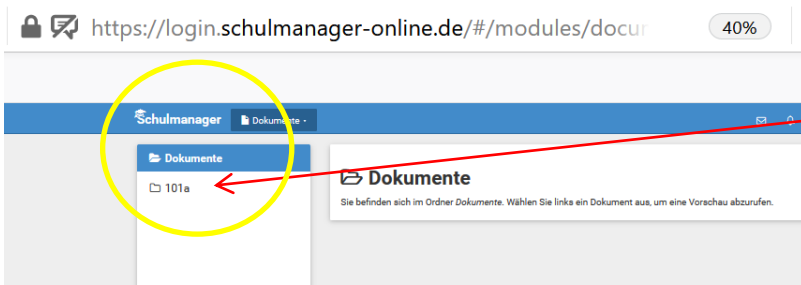 https://login.schulmanager-online.de/#/modules/docu
40%
Schulmanager
Dokumente
Dokumente
101a
Dokumente
Sie befinden sich im Ordner Dokumente. Wählen Sie links ein Dokument aus, um eine Vorschau abzurufen.